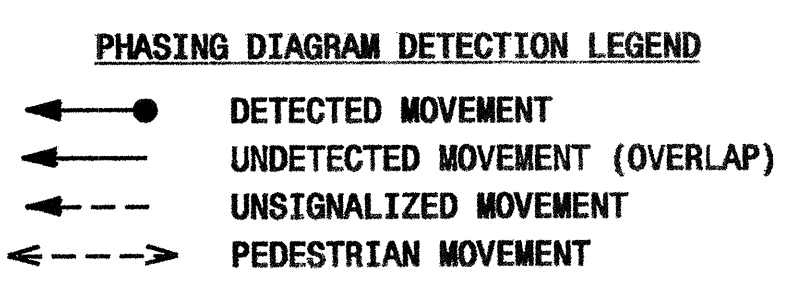 PHASING DIAGRAM DETECTION LEGEND
DETECTED MOVEMENT
UNDETECTED MOVEMENT (OVERLAP)
UNSIGNALIZED MOVEMENT
PEDESTRIAN MOVEMENT